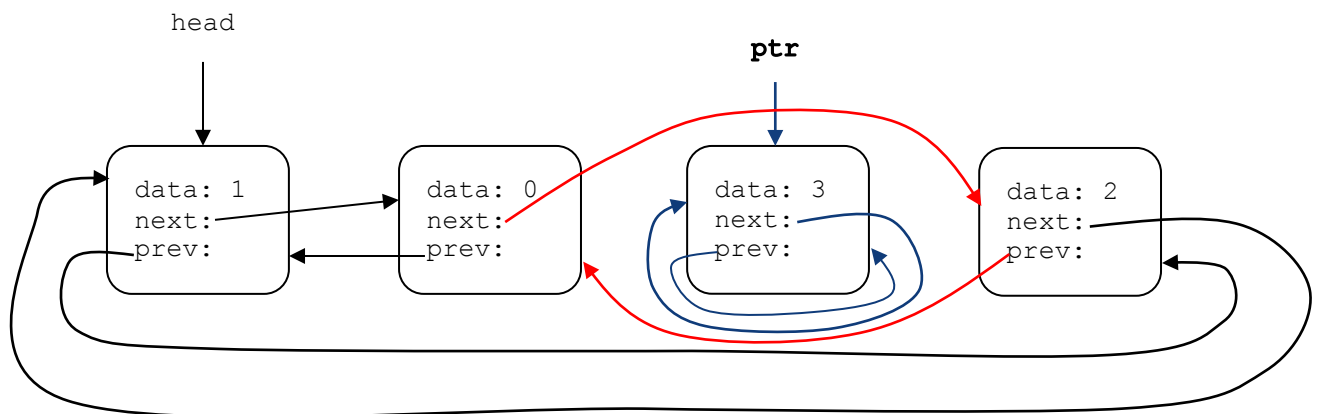 head
ptr
data: 1
next:
prev:
data: 0
next:
prev:
data: 3
next:
prev:
data: 2
next:
prev: